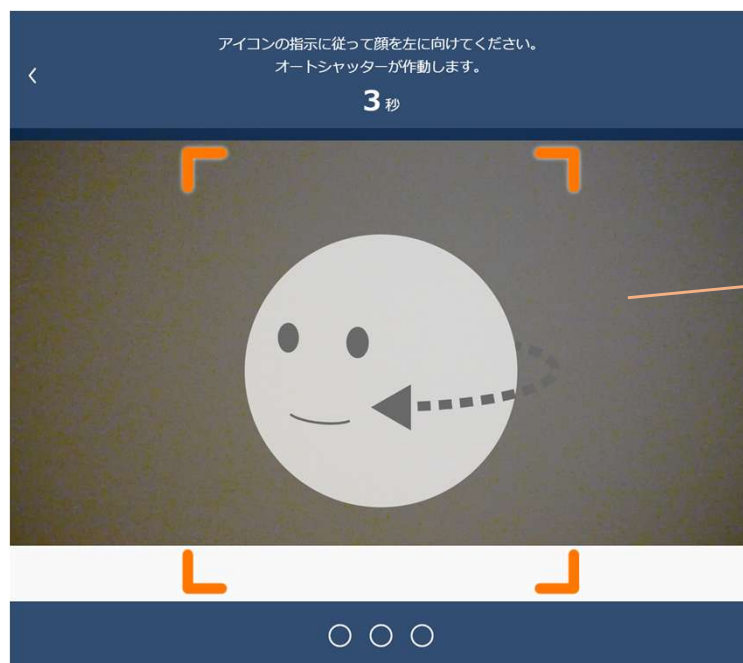 アイコンの指示に従って顔を左に向けてください。
オートシャッターが作動します。
3秒